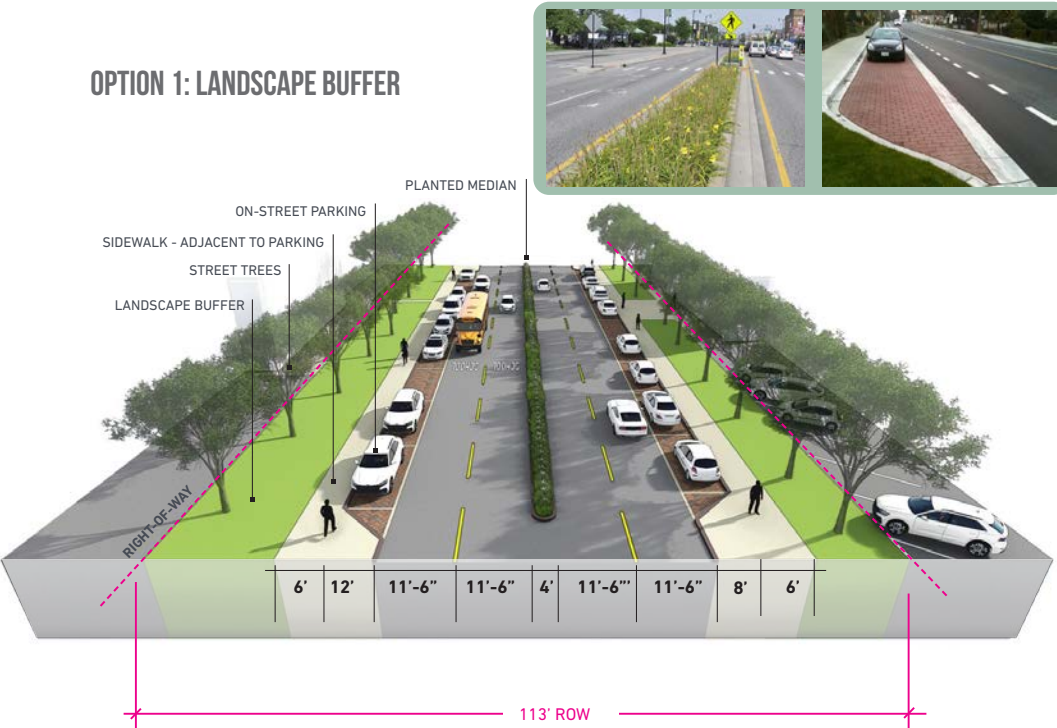 OPTION 1: LANDSCAPE BUFFER
PLANTED MEDIAN
ON-STREET PARKING
SIDEWALK - ADJACENT TO PARKING
STREET TREES
LANDSCAPE BUFFER
RIGHT-OF-WAY
6’ 12’ 11’-6” 11’-6” 4’ 11’-6”’ 11’-6” 8’ 6’
113’ ROW